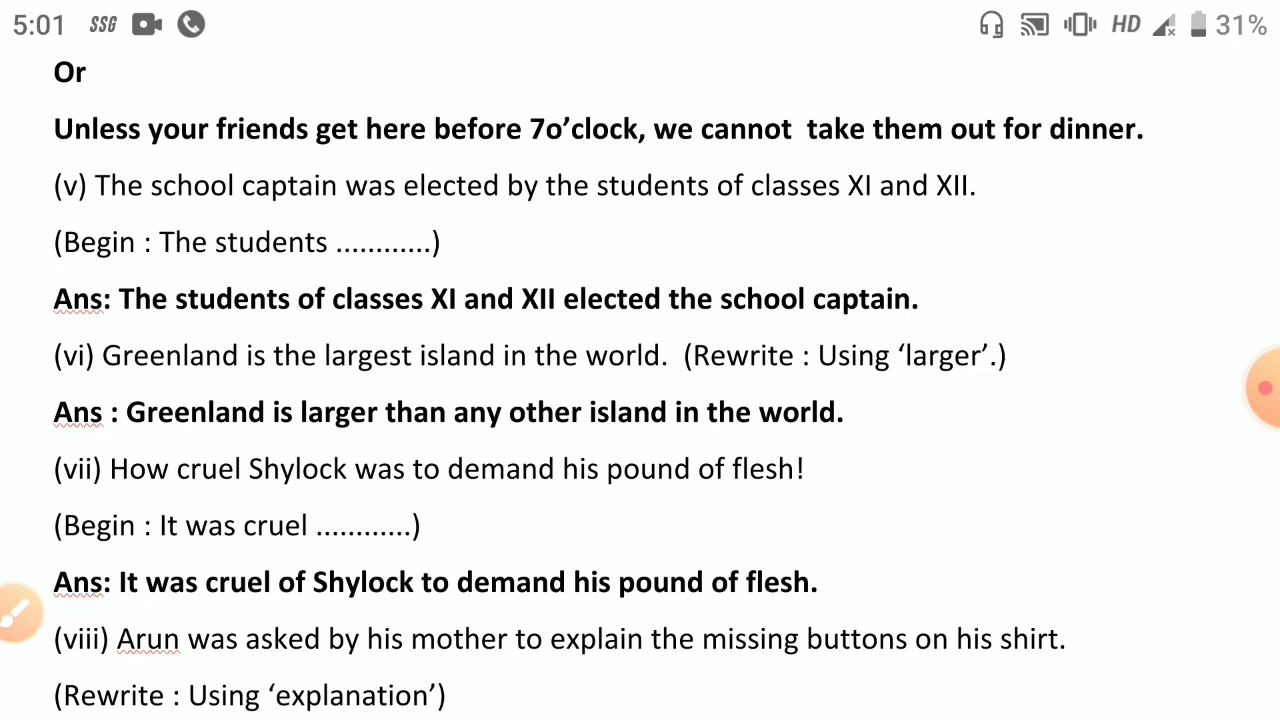 5:01 SSG HD 31%
Or
Unless your friends get here before 7o’clock, we cannot  take them out for dinner.
(v) The school captain was elected by the students of classes XI and XII.
(Begin : The students ............)
Ans: The students of classes XI and XII elected the school captain.
(vi) Greenland is the largest island in the world.  (Rewrite : Using ‘larger’.)
Ans : Greenland is larger than any other island in the world.
(vii) How cruel Shylock was to demand his pound of flesh!
(Begin : It was cruel ............)
Ans: It was cruel of Shylock to demand his pound of flesh.
(viii) Arun was asked by his mother to explain the missing buttons on his shirt.
(Rewrite : Using ‘explanation’)